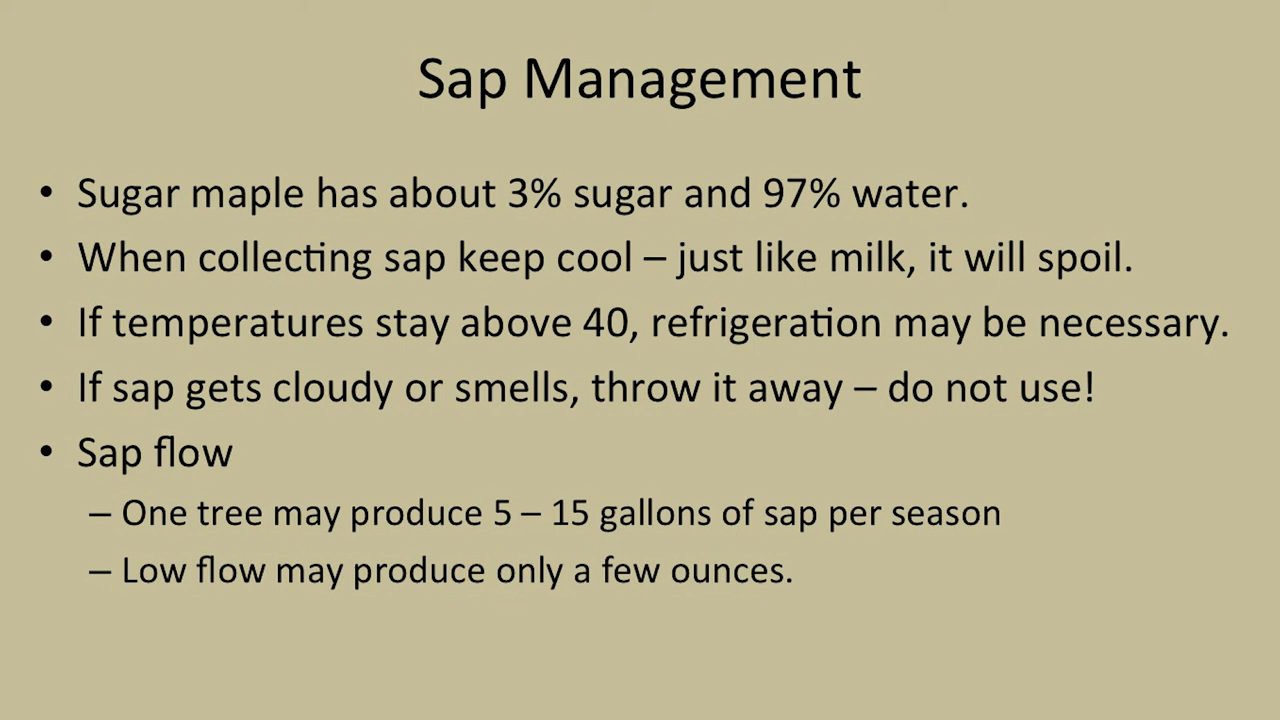 Sap Management
• Sugar maple has about 3% sugar and 97% water.
• When collecting sap keep cool – just like milk, it will spoil.
• If temperatures stay above 40, refrigeration may be necessary.
• If sap gets cloudy or smells, throw it away – do not use!
• Sap flow
– One tree may produce 5 – 15 gallons of sap per season
– Low flow may produce only a few ounces.